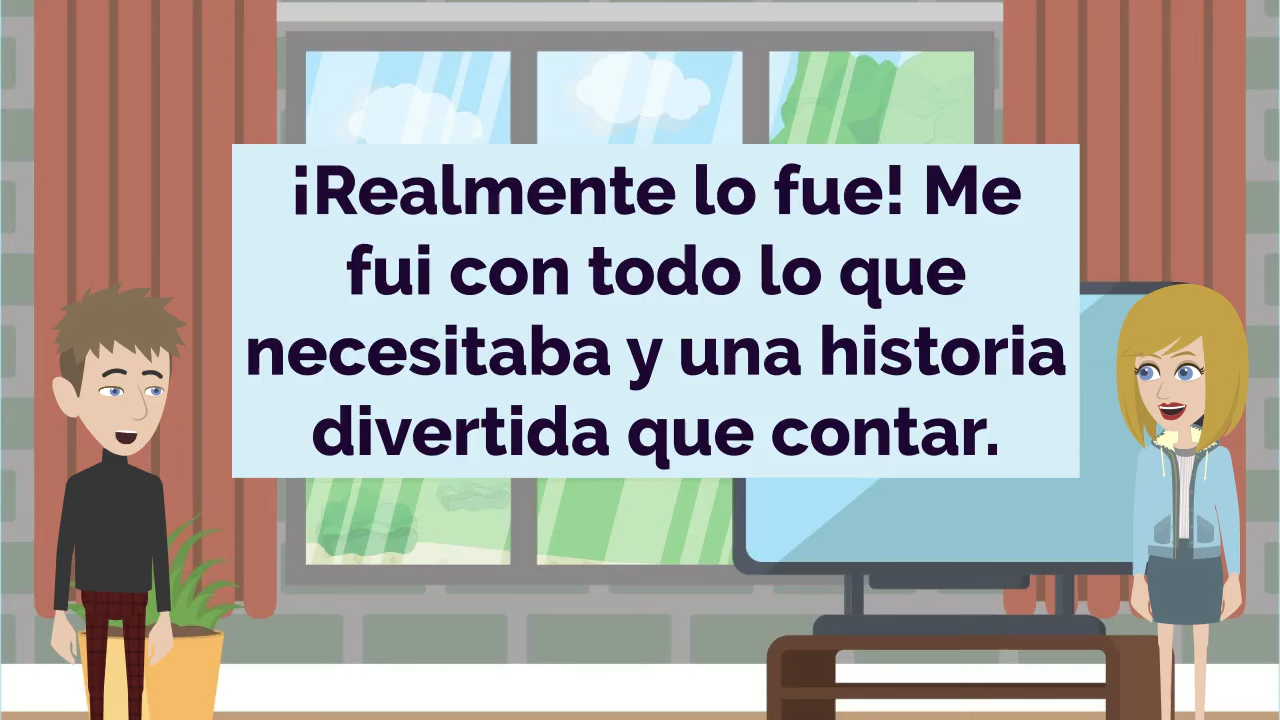 ¡Realmente lo fue! Me
fui con todo lo que
necesitaba y una historia
divertida que contar.